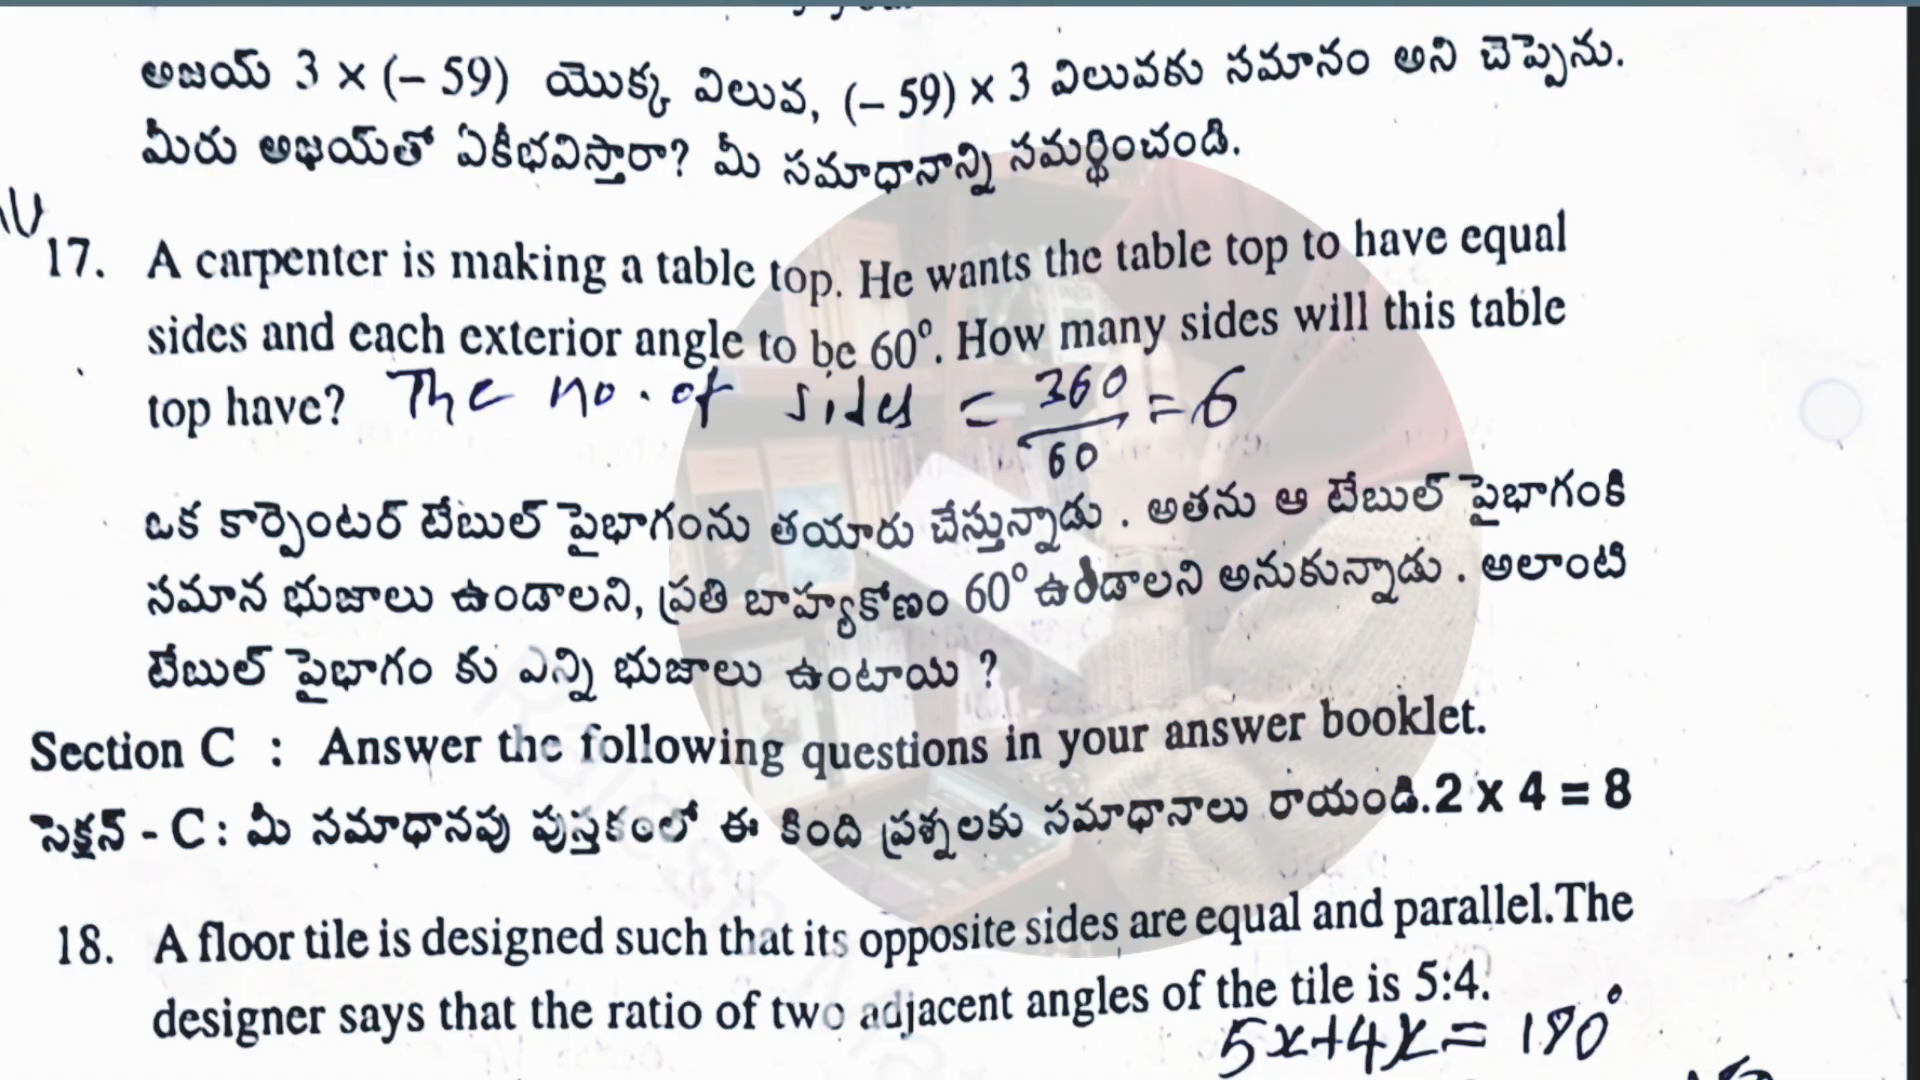 అజయ్ 3 × (– 59) యొక్క విలువ, (– 59) × 3 విలువకు సమానం అని చెప్పెను.
మీరు అజయ్‌తో ఏకీభవిస్తారా? మీ సమాధానాన్ని సమర్థించండి.
17. A carpenter is making a table top. He wants the table top to have equal
sides and each exterior angle to be 60°. How many sides will this table
top have? The no. of sides = 360/60 = 6
ఒక కార్పెంటర్ టేబుల్ పైభాగంను తయారు చేస్తున్నాడు. అతను ఆ టేబుల్ పైభాగంకి
సమాన భుజాలు ఉండాలని, ప్రతి బాహ్యకోణం 60° ఉండాలని అనుకున్నాడు. అలాంటి
టేబుల్ పైభాగం కు ఎన్ని భుజాలు ఉంటాయి ?
Section C : Answer the following questions in your answer booklet.
సెక్షన్ - C : మీ సమాధానపు పుస్తకంలో ఈ కింది ప్రశ్నలకు సమాధానాలు రాయండి. 2 x 4 = 8
18. A floor tile is designed such that its opposite sides are equal and parallel. The
designer says that the ratio of two adjacent angles of the tile is 5:4.
5x+4x = 180°